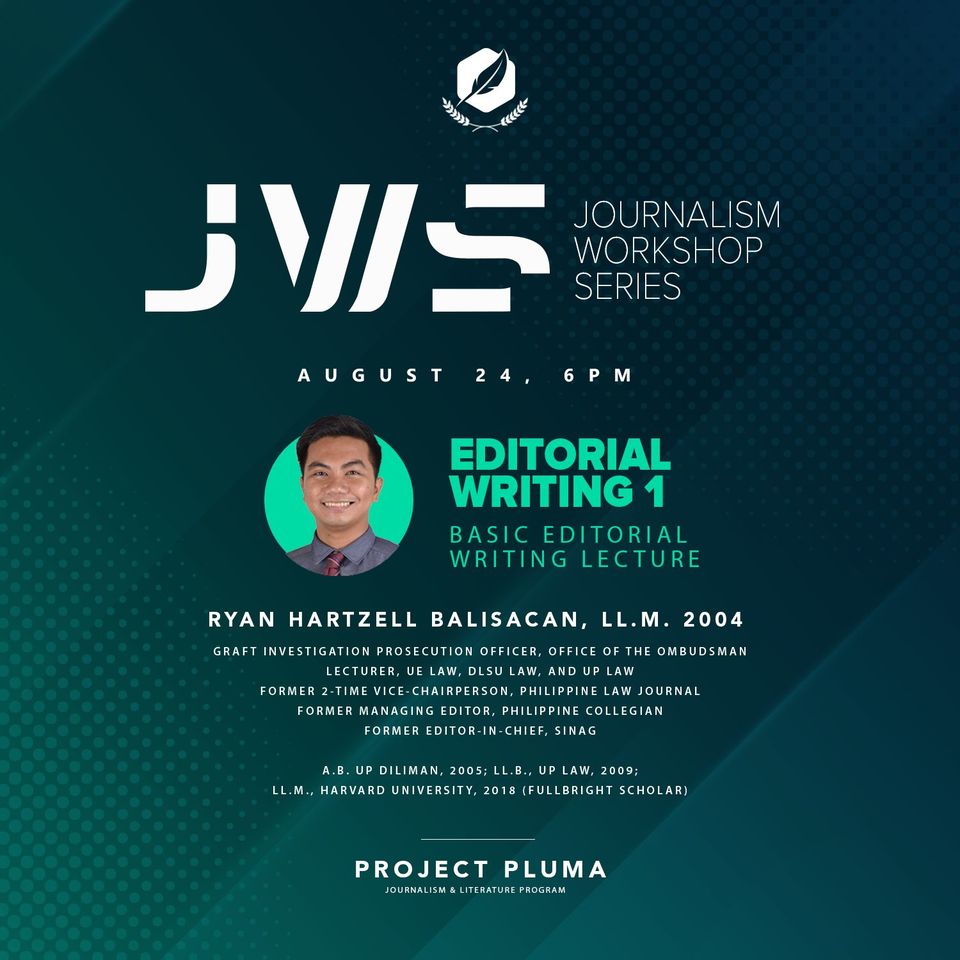 JWS
JOURNALISM
WORKSHOP
SERIES
AUGUST 24, 6PM
EDITORIAL
WRITING 1
BASIC EDITORIAL
WRITING LECTURE
RYAN HARTZELL BALISACAN, LL.M. 2004
GRAFT INVESTIGATION PROSECUTION OFFICER, OFFICE OF THE OMBUDSMAN
LECTURER, UE LAW, DLSU LAW, AND UP LAW
FORMER 2-TIME VICE-CHAIRPERSON, PHILIPPINE LAW JOURNAL
FORMER MANAGING EDITOR, PHILIPPINE COLLEGIAN
FORMER EDITOR-IN-CHIEF, SINAG
A.B. UP DILIMAN, 2005; LL.B., UP LAW, 2009;
LL.M., HARVARD UNIVERSITY, 2018 (FULLBRIGHT SCHOLAR)
PROJECT PLUMA
JOURNALISM & LITERATURE PROGRAM